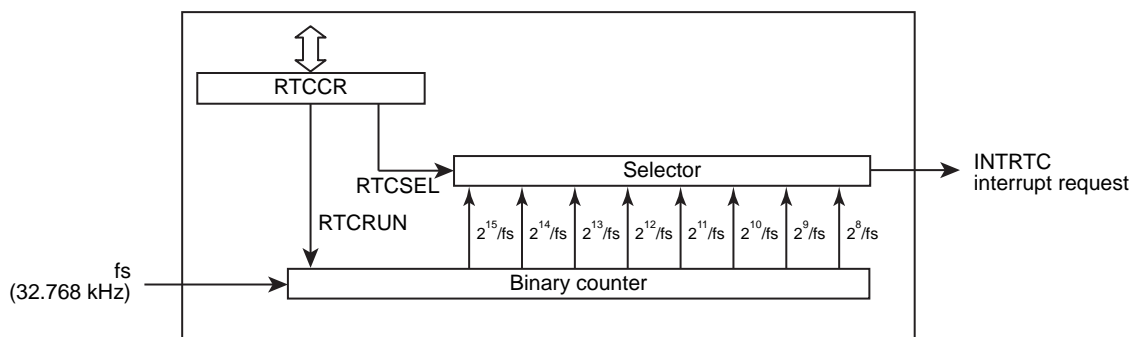 RTCCR
RTCSEL
Selector
INTRTC
interrupt request
RTCRUN
2^15/fs 2^14/fs 2^13/fs 2^12/fs 2^11/fs 2^10/fs 2^9/fs 2^8/fs
fs
(32.768 kHz)
Binary counter